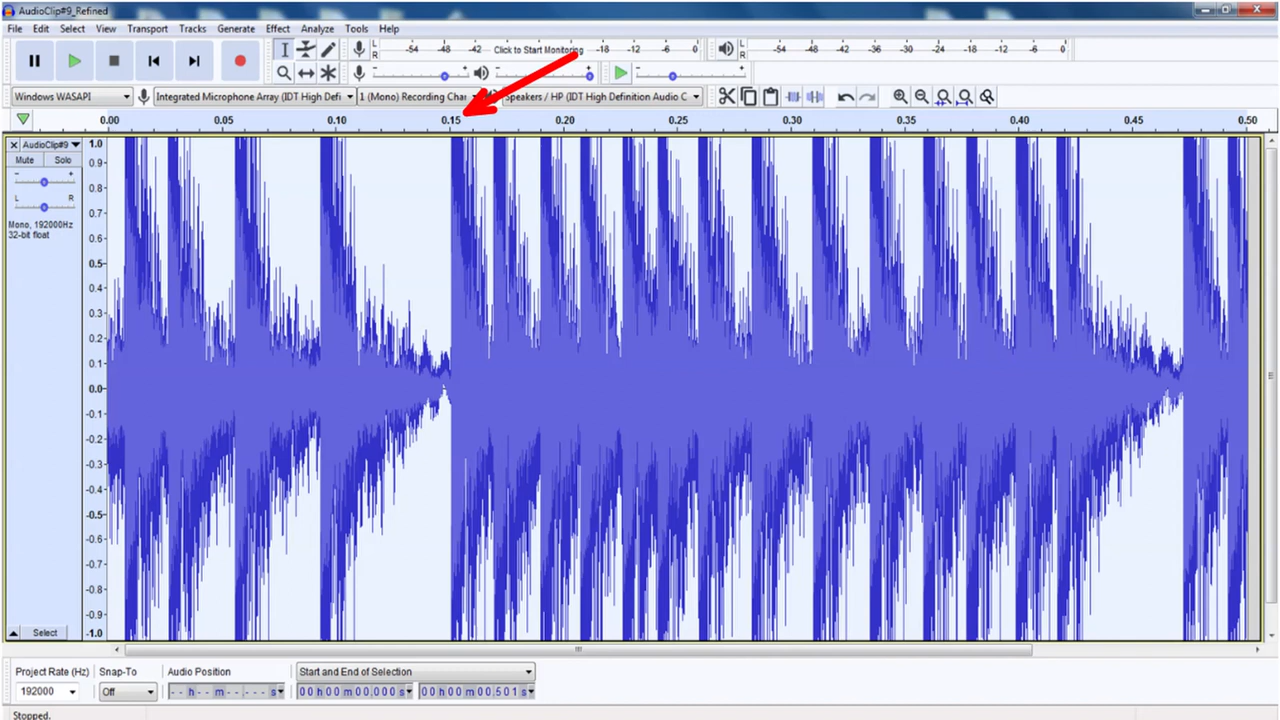 AudioClip#9_Refined
File Edit Select View Transport Tracks Generate Effect Analyze Tools Help
L R -54 -48 -42 Click to Start Monitoring -18 -12 -6 0 L R -54 -48 -42 -36 -30 -24 -18 -12 -6 0
- + - + - +
Windows WASAPI Integrated Microphone Array (IDT High Defi 1 (Mono) Recording Char Speakers / HP (IDT High Definition Audio C
0.00 0.05 0.10 0.15 0.20 0.25 0.30 0.35 0.40 0.45 0.50
AudioClip#9
Mute Solo
- +
L R
Mono, 192000Hz
32-bit float
1.0
0.9
0.8
0.7
0.6
0.5
0.4
0.3
0.2
0.1
0.0
-0.1
-0.2
-0.3
-0.4
-0.5
-0.6
-0.7
-0.8
-0.9
-1.0
Select
Project Rate (Hz) Snap-To Audio Position Start and End of Selection
192000 Off -- h -- m -- . --- s 00 h 00 m 00.000 s 00 h 00 m 00.501 s
Stopped.